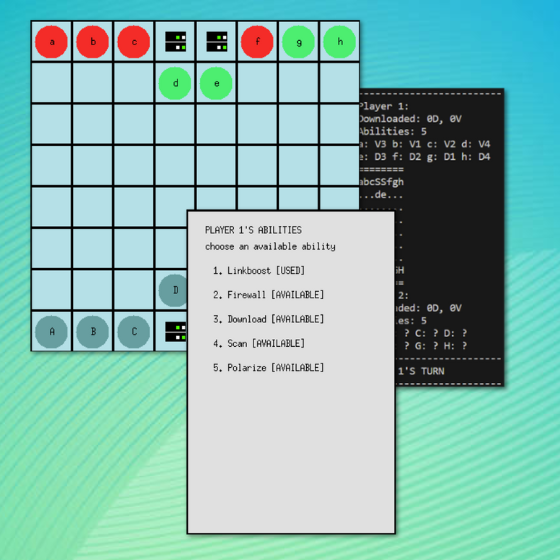 a b c f g h
d e
D
A B C
Player 1:
Downloaded: 0D, 0V
Abilities: 5
a: V3 b: V1 c: V2 d: V4
e: D3 f: D2 g: D1 h: D4
========
abcSSfgh
...de...
PLAYER 1'S ABILITIES
choose an available ability
1. Linkboost [USED]
2. Firewall [AVAILABLE]
3. Download [AVAILABLE]
4. Scan [AVAILABLE]
5. Polarize [AVAILABLE]
2:
0D, 0V
5
? C: ? D: ?
? G: ? H: ?
1'S TURN